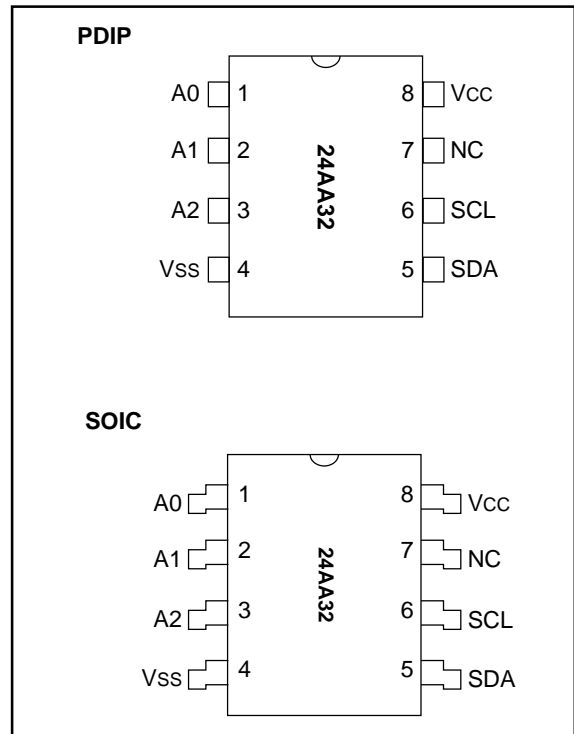 PDIP
A0 1 8 VCC
A1 2 7 NC
24AA32
A2 3 6 SCL
VSS 4 5 SDA
SOIC
A0 1 8 VCC
A1 2 7 NC
24AA32
A2 3 6 SCL
VSS 4 5 SDA